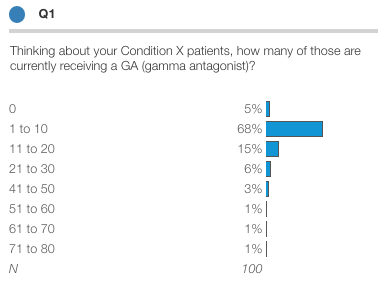 Q1
Thinking about your Condition X patients, how many of those are
currently receiving a GA (gamma antagonist)?
0 5%
1 to 10 68%
11 to 20 15%
21 to 30 6%
41 to 50 3%
51 to 60 1%
61 to 70 1%
71 to 80 1%
N 100